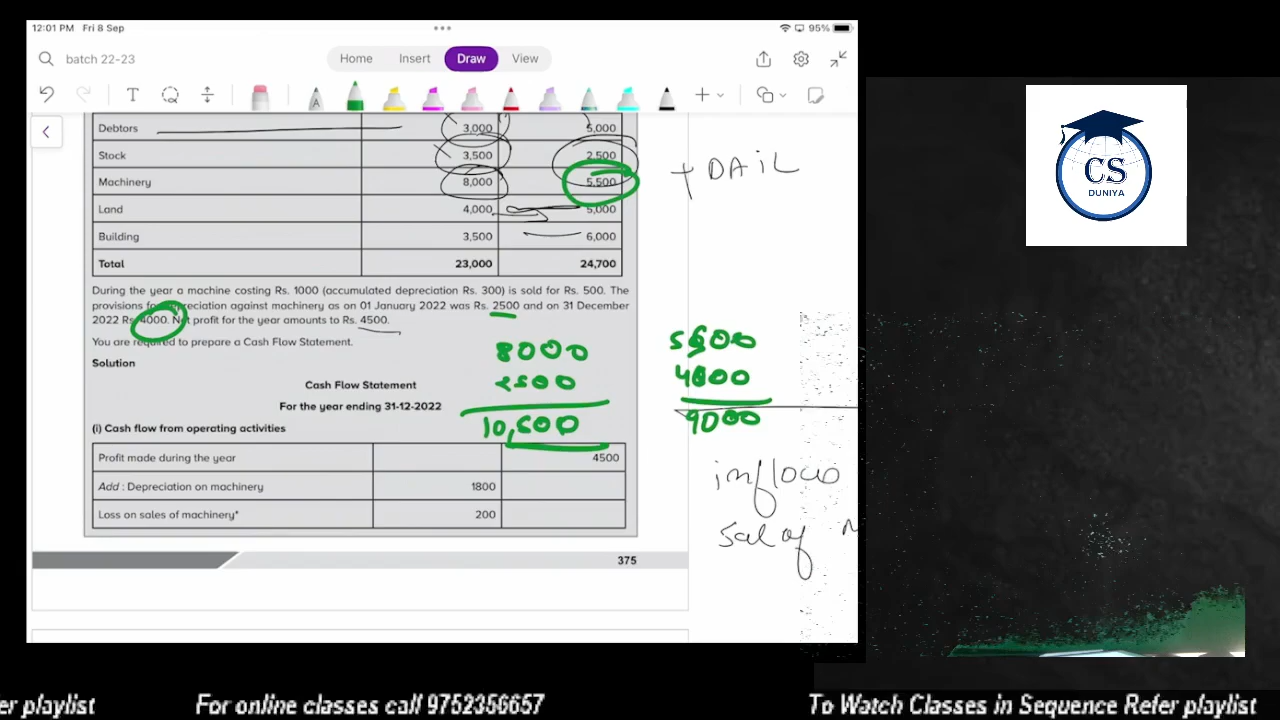 12:01 PM Fri 8 Sep
95%
batch 22-23
Home Insert Draw View
Debtors 3,000 5,000
Stock 3,500 2,500
Machinery 8,000 5,500
+ DAIL
Land 4,000 5,000
Building 3,500 6,000
Total 23,000 24,700
During the year a machine costing Rs. 1000 (accumulated depreciation Rs. 300) is sold for Rs. 500. The
provisions for depreciation against machinery as on 01 January 2022 was Rs. 2500 and on 31 December
2022 Rs. 4000. Net profit for the year amounts to Rs. 4500.
You are required to prepare a Cash Flow Statement.
Solution
Cash Flow Statement
For the year ending 31-12-2022
8000
2500
10,500
4000
9000
(i) Cash flow from operating activities
Profit made during the year 4500
Add : Depreciation on machinery 1800
Loss on sales of machinery* 200
inflow
Sal of
375
CS
DUNIYA
er playlist For online classes call 9752356657 To Watch Classes in Sequence Refer playlist